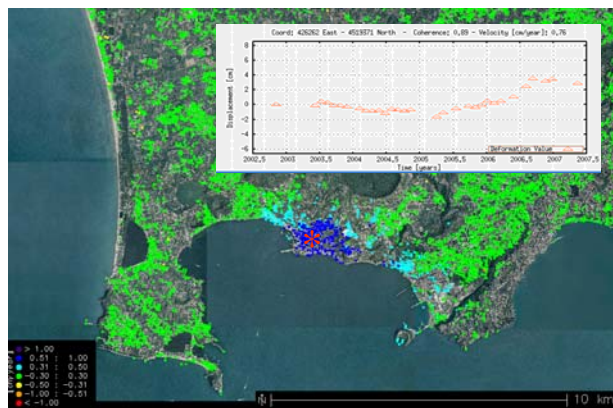 Coord: 426262 East - 4519871 North - Coherence: 0,89 - Velocity [cm/year]: 0,76
8
6
4
2
0
-2
-4
-6
Displacement [cm]
2002,5 2003 2003,5 2004 2004,5 2005 2005,5 2006 2006,5 2007 2007,5
Deformation Value
Time [years]
[cm/year]
> 1.00
0.51 : 1.00
0.31 : 0.50
-0.30 : 0.30
-0.50 : -0.31
-1.00 : -0.51
< -1.00
N
10 km